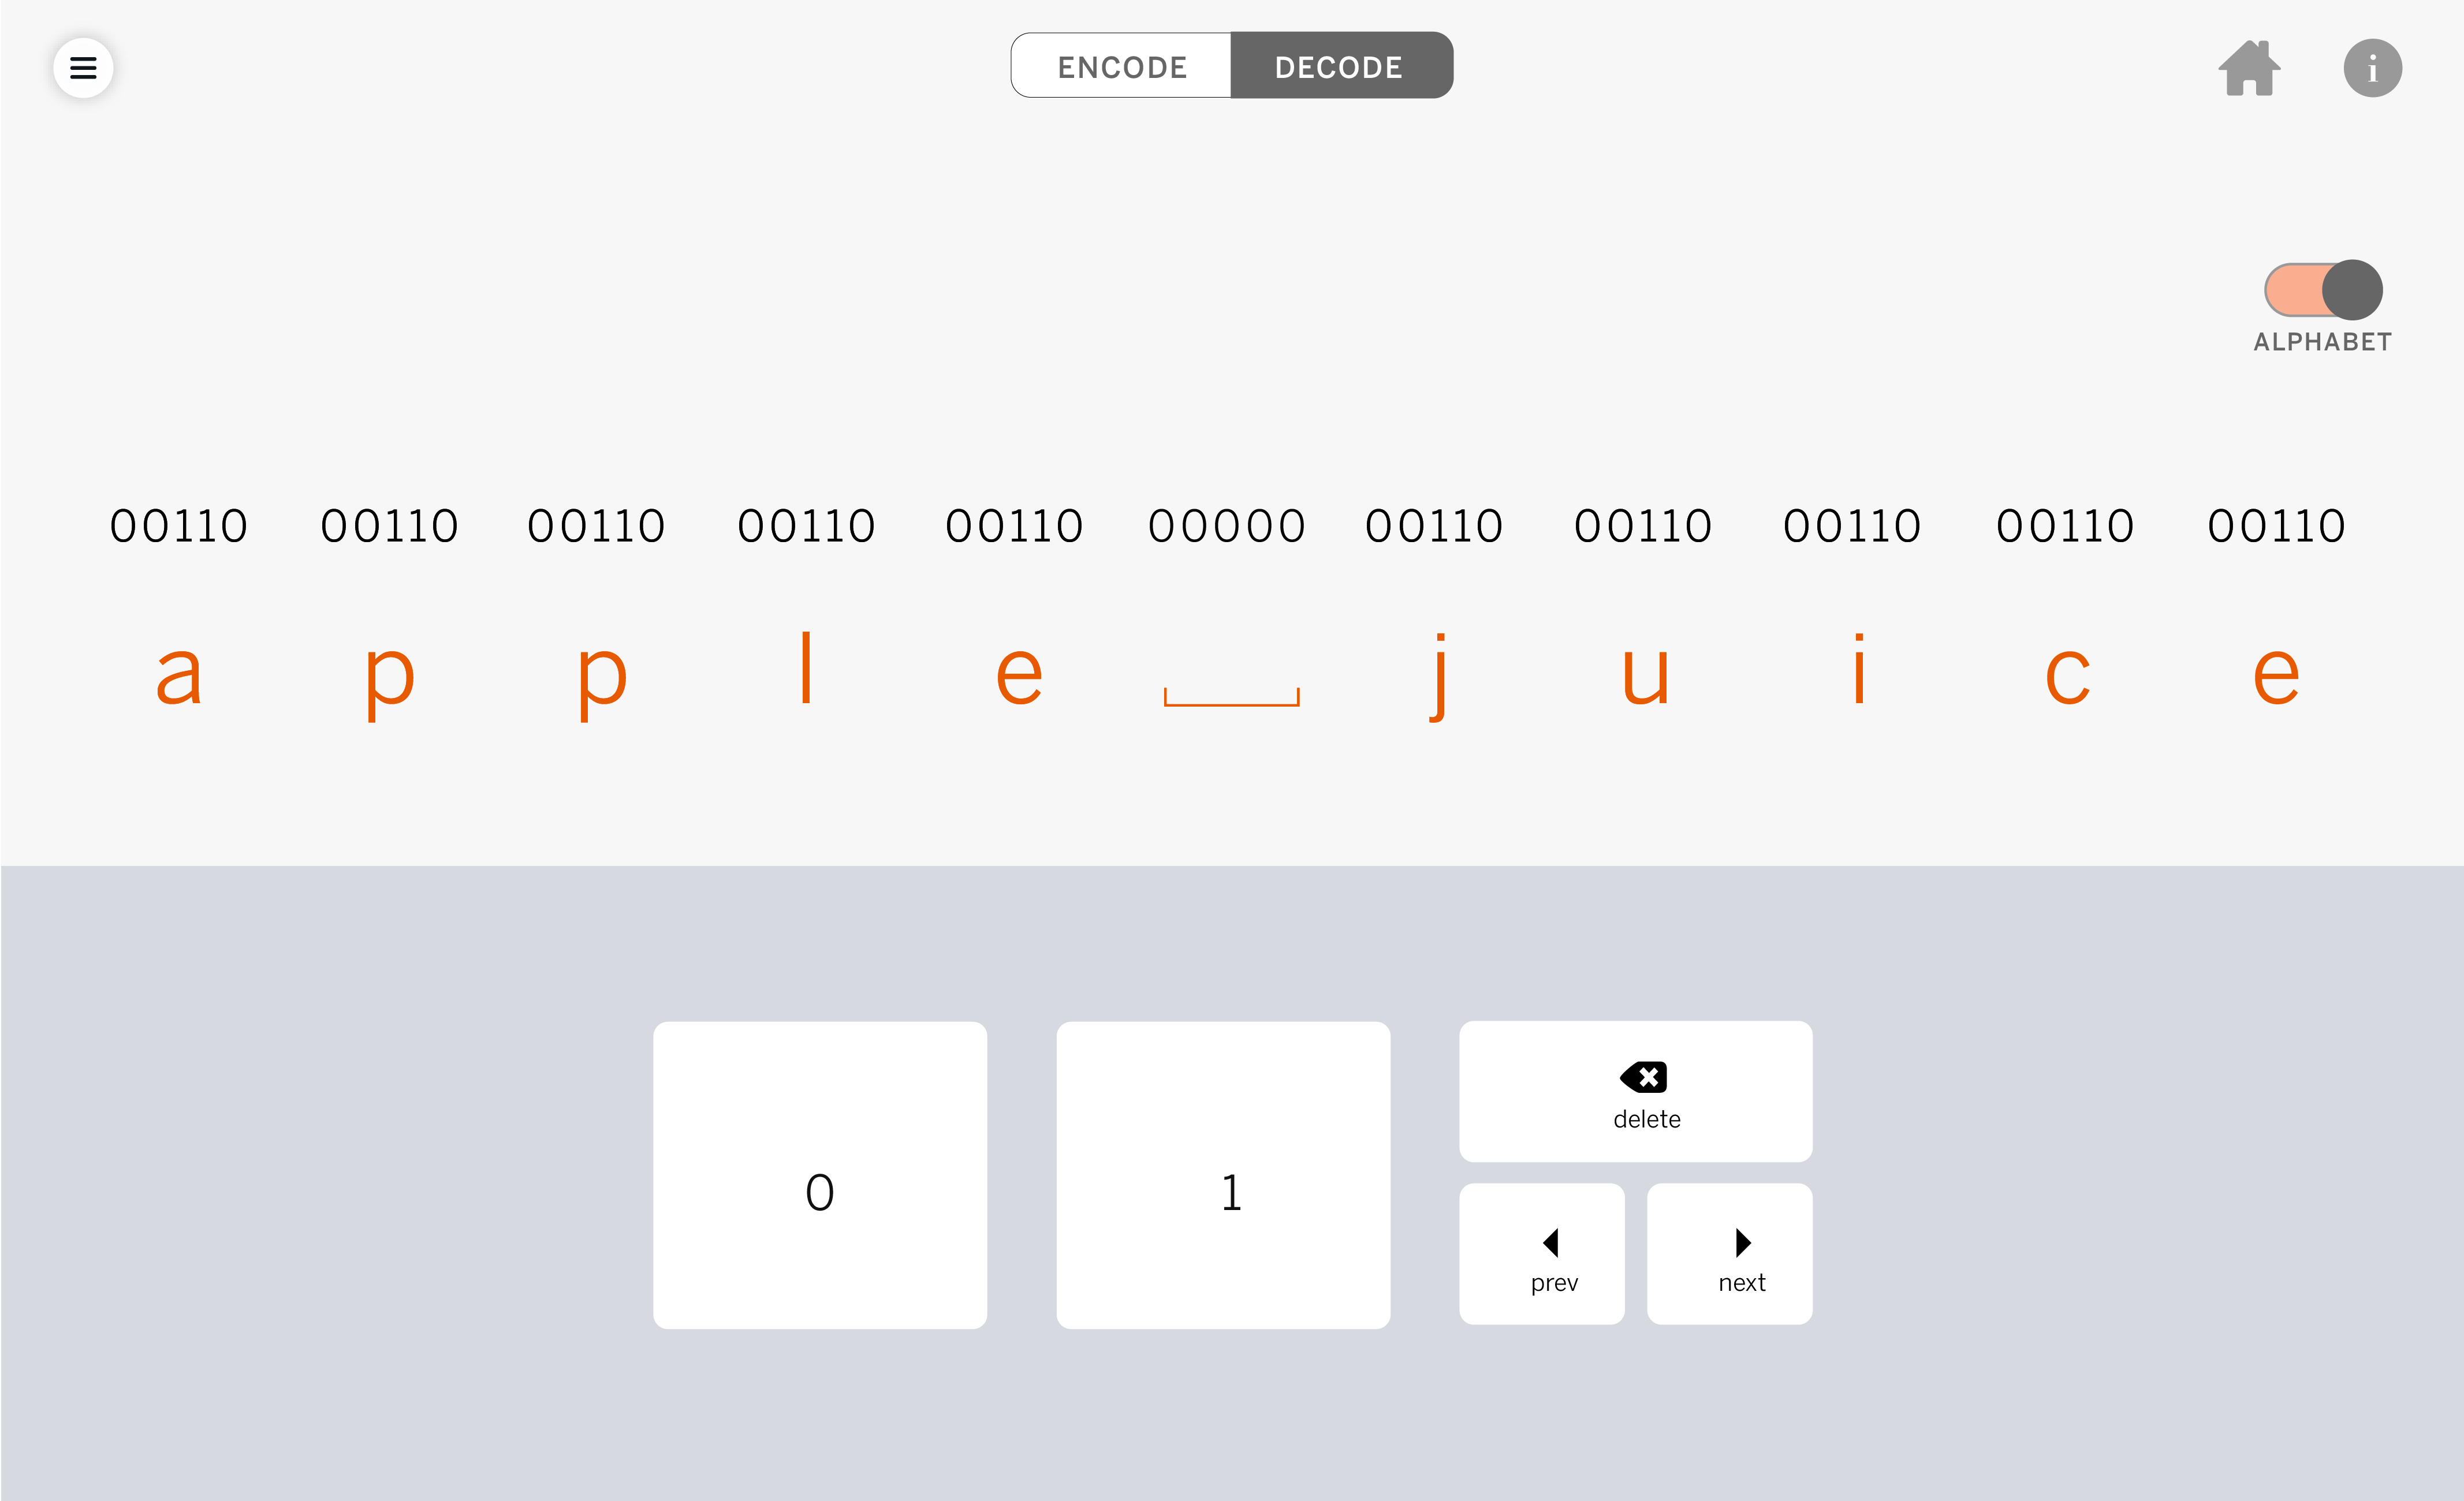 ENCODE DECODE
i
ALPHABET
00110 00110 00110 00110 00110 00000 00110 00110 00110 00110 00110
a p p l e j u i c e
0 1
delete
prev next